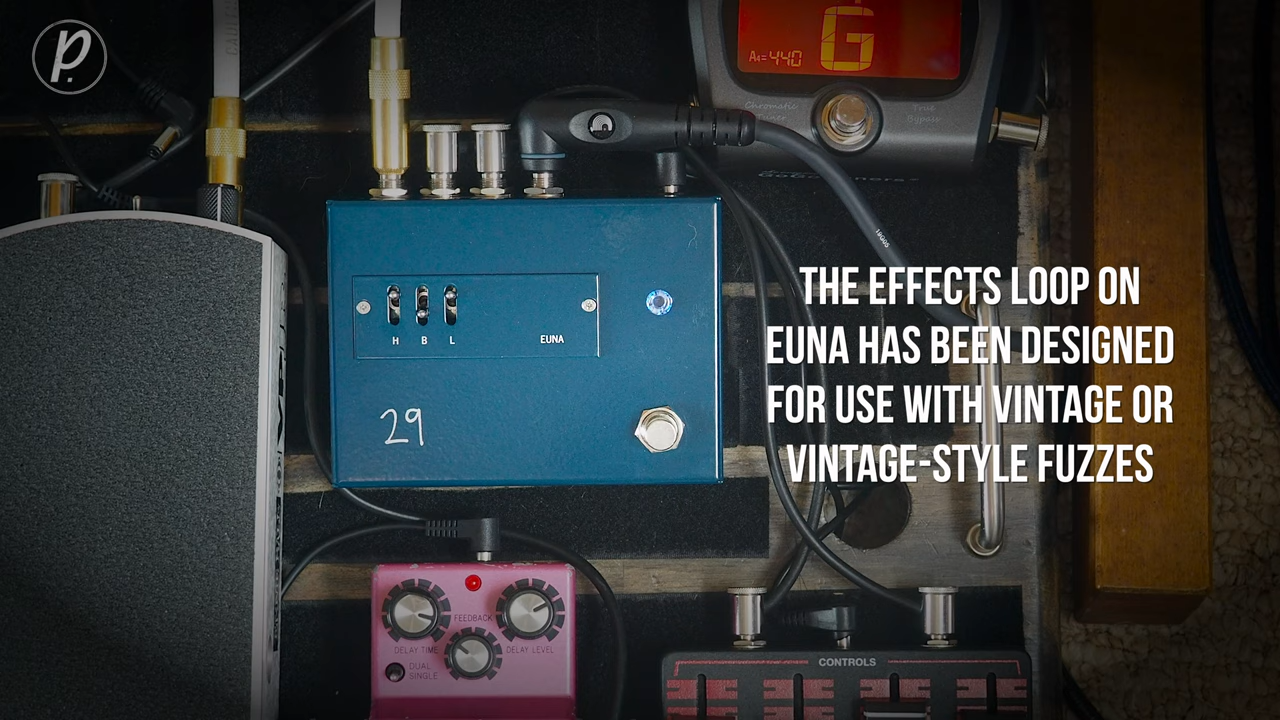 p.
A4=440 G
Chromatic Tuner
True Bypass
THE EFFECTS LOOP ON
EUNA HAS BEEN DESIGNED
FOR USE WITH VINTAGE OR
VINTAGE-STYLE FUZZES
H B L EUNA
29
FEEDBACK
DELAY TIME
DELAY LEVEL
DUAL
SINGLE
CONTROLS